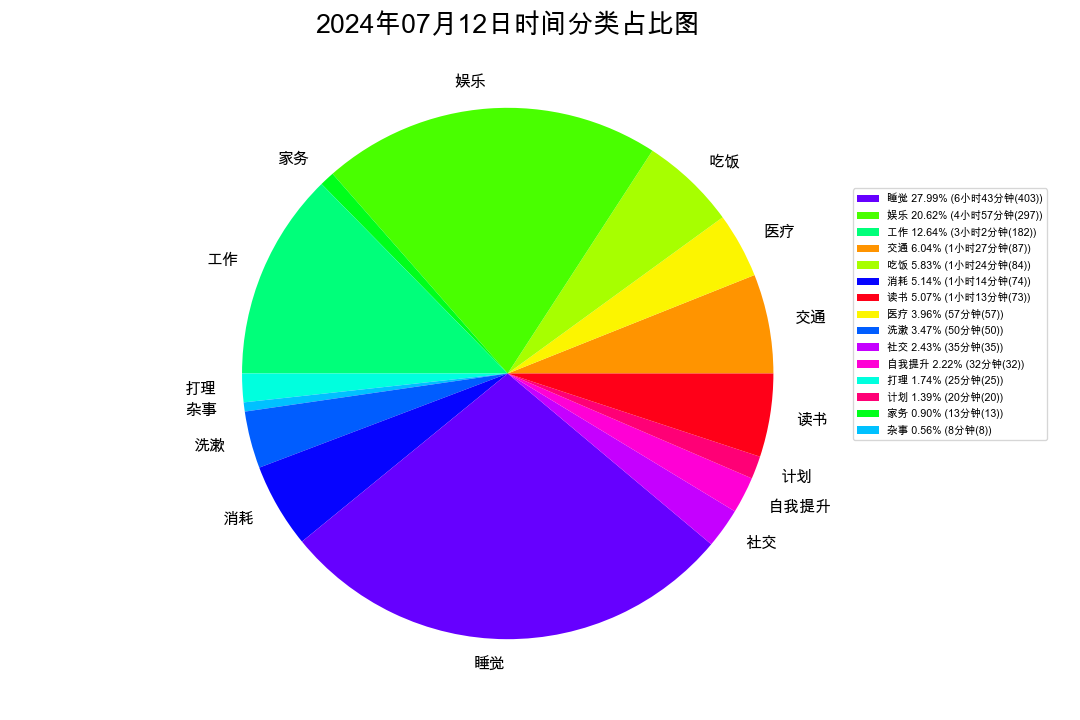 2024年07月12日时间分类占比图
娱乐
家务
吃饭
工作
医疗
交通
打理
杂事
洗漱
读书
消耗
计划
自我提升
社交
睡觉
睡觉 27.99% (6小时43分钟(403))
娱乐 20.62% (4小时57分钟(297))
工作 12.64% (3小时2分钟(182))
交通 6.04% (1小时27分钟(87))
吃饭 5.83% (1小时24分钟(84))
消耗 5.14% (1小时14分钟(74))
读书 5.07% (1小时13分钟(73))
医疗 3.96% (57分钟(57))
洗漱 3.47% (50分钟(50))
社交 2.43% (35分钟(35))
自我提升 2.22% (32分钟(32))
打理 1.74% (25分钟(25))
计划 1.39% (20分钟(20))
家务 0.90% (13分钟(13))
杂事 0.56% (8分钟(8))